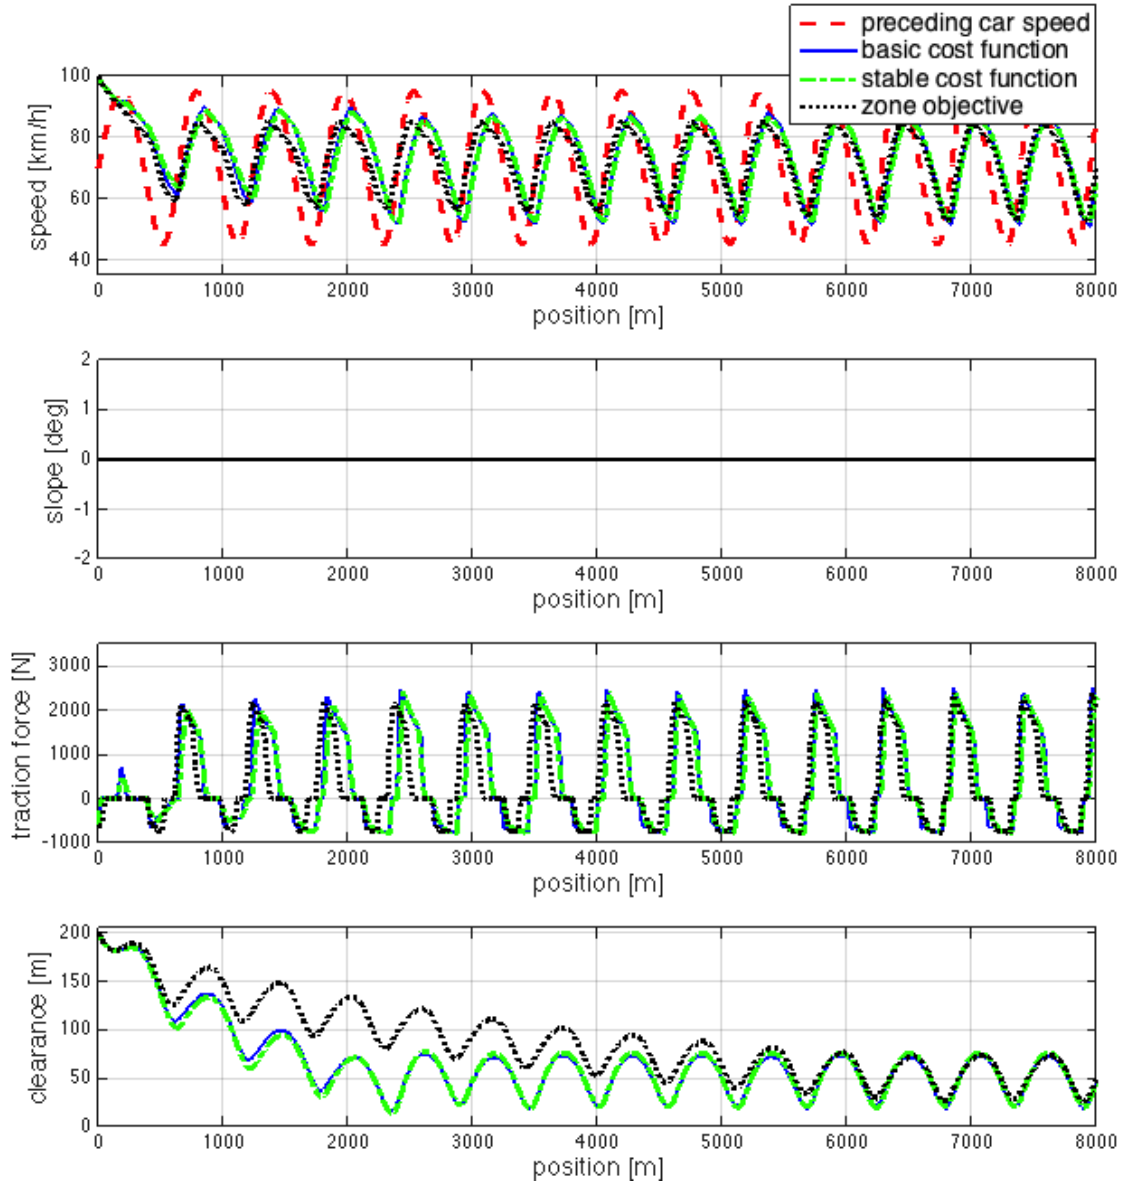 preceding car speed
basic cost function
stable cost function
zone objective
speed [km/h]
100
80
60
40
0 1000 2000 3000 4000 5000 6000 7000 8000
position [m]
slope [deg]
2
1
0
-1
-2
0 1000 2000 3000 4000 5000 6000 7000 8000
position [m]
traction force [N]
3000
2000
1000
0
-1000
0 1000 2000 3000 4000 5000 6000 7000 8000
position [m]
clearance [m]
200
150
100
50
0
0 1000 2000 3000 4000 5000 6000 7000 8000
position [m]